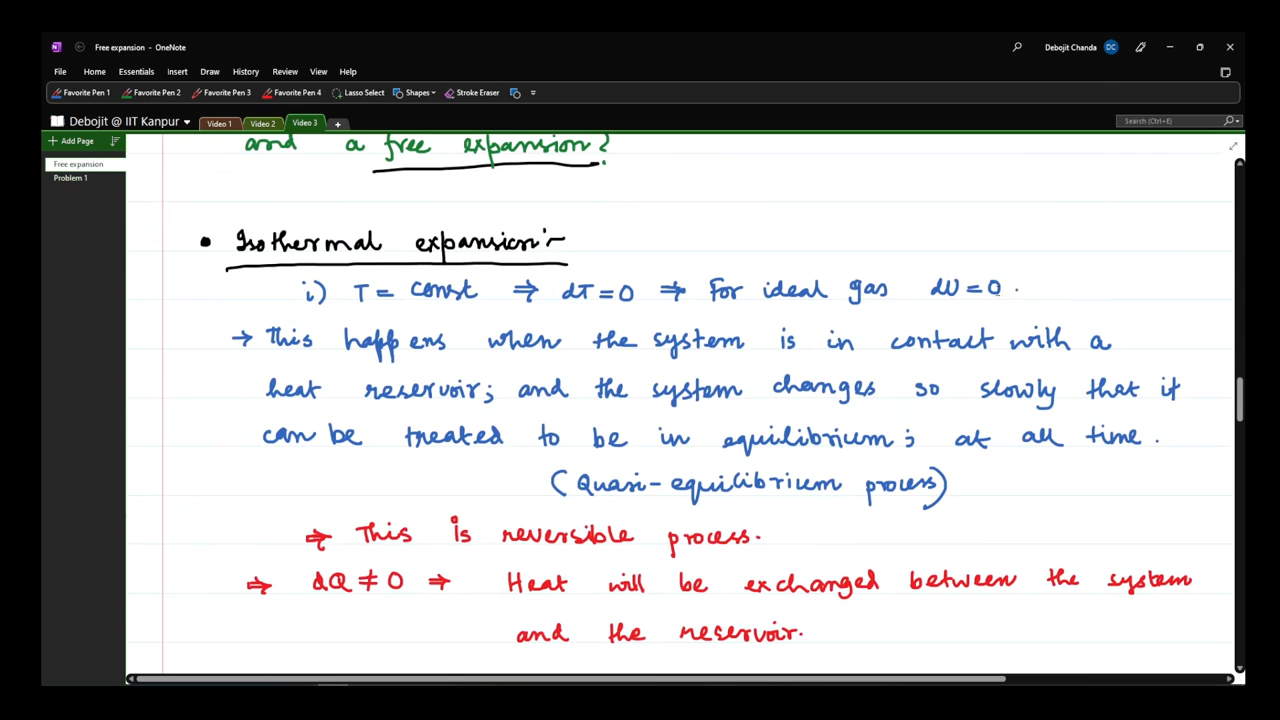 Free expansion - OneNote
Debojit Chanda DC
File Home Essentials Insert Draw History Review View Help
Favorite Pen 1 Favorite Pen 2 Favorite Pen 3 Favorite Pen 4 Lasso Select Shapes Stroke Eraser
Debojit @ IIT Kanpur Video 1 Video 2 Video 3 + Search (Ctrl+E)
+ Add Page
Free expansion
Problem 1
and a free expansion?
• Isothermal expansion :-
i) T = const ⇒ dT = 0 ⇒ For ideal gas dU = 0 .
→ This happens when the system is in contact with a
heat reservoir; and the system changes so slowly that it
can be treated to be in equilibrium; at all time.
(Quasi-equilibrium process)
⇒ This is reversible process.
⇒ dQ ≠ 0 ⇒ Heat will be exchanged between the system
and the reservoir.